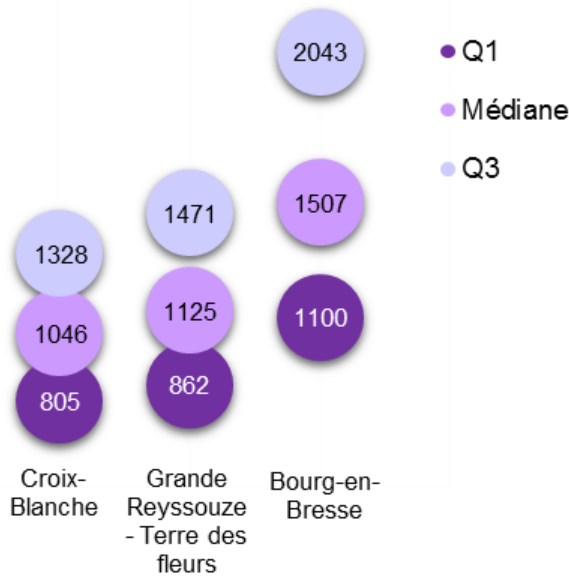 2043
Q1
Médiane
Q3
1471
1507
1328
1125
1100
1046
862
805
Croix-
Blanche
Grande
Reyssouze
- Terre des
fleurs
Bourg-en-
Bresse